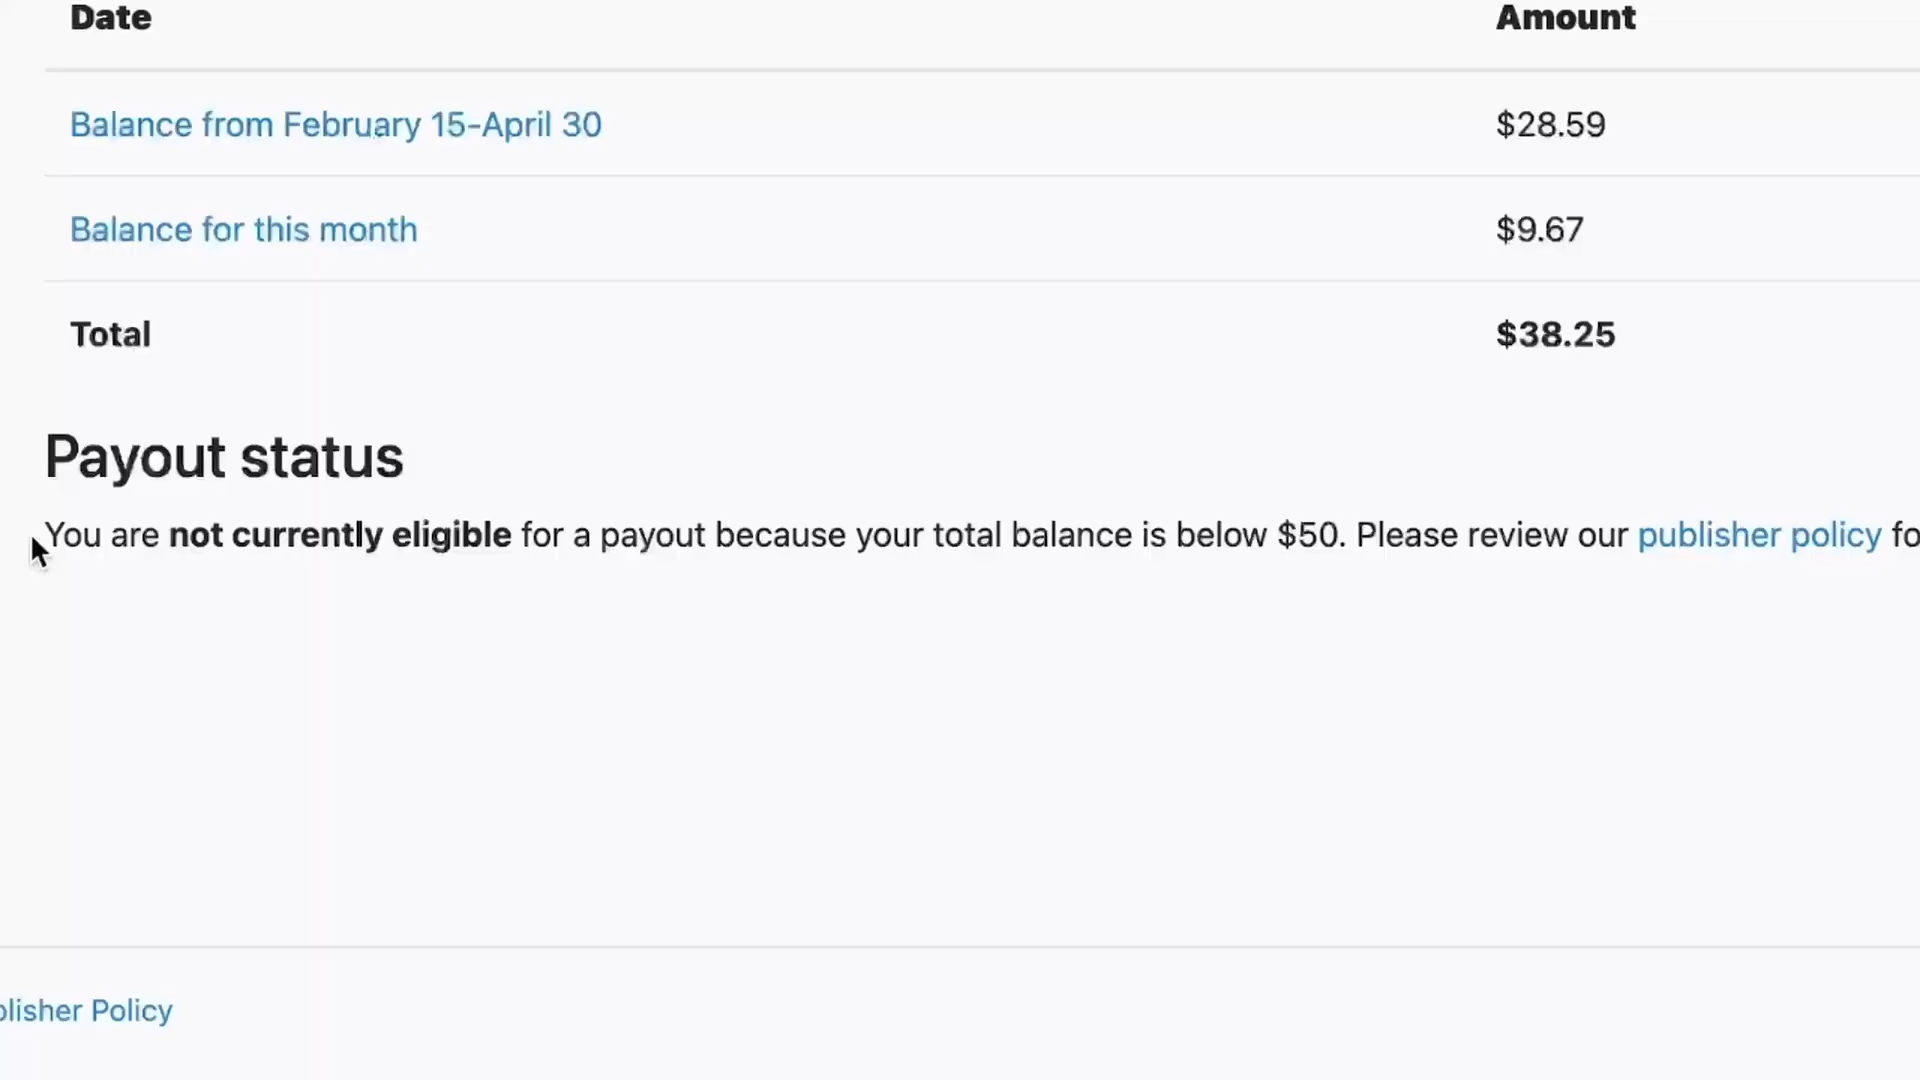 Date Amount
Balance from February 15-April 30 $28.59
Balance for this month $9.67
Total $38.25
Payout status
You are not currently eligible for a payout because your total balance is below $50. Please review our publisher policy fo
blisher Policy